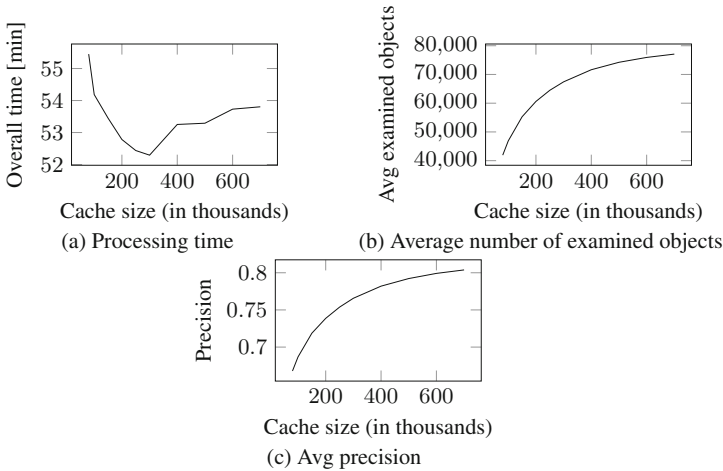 Overall time [min]
55
54
53
52
200 400 600
Cache size (in thousands)
(a) Processing time
Avg examined objects
80,000
70,000
60,000
50,000
40,000
200 400 600
Cache size (in thousands)
(b) Average number of examined objects
Precision
0.8
0.75
0.7
200 400 600
Cache size (in thousands)
(c) Avg precision